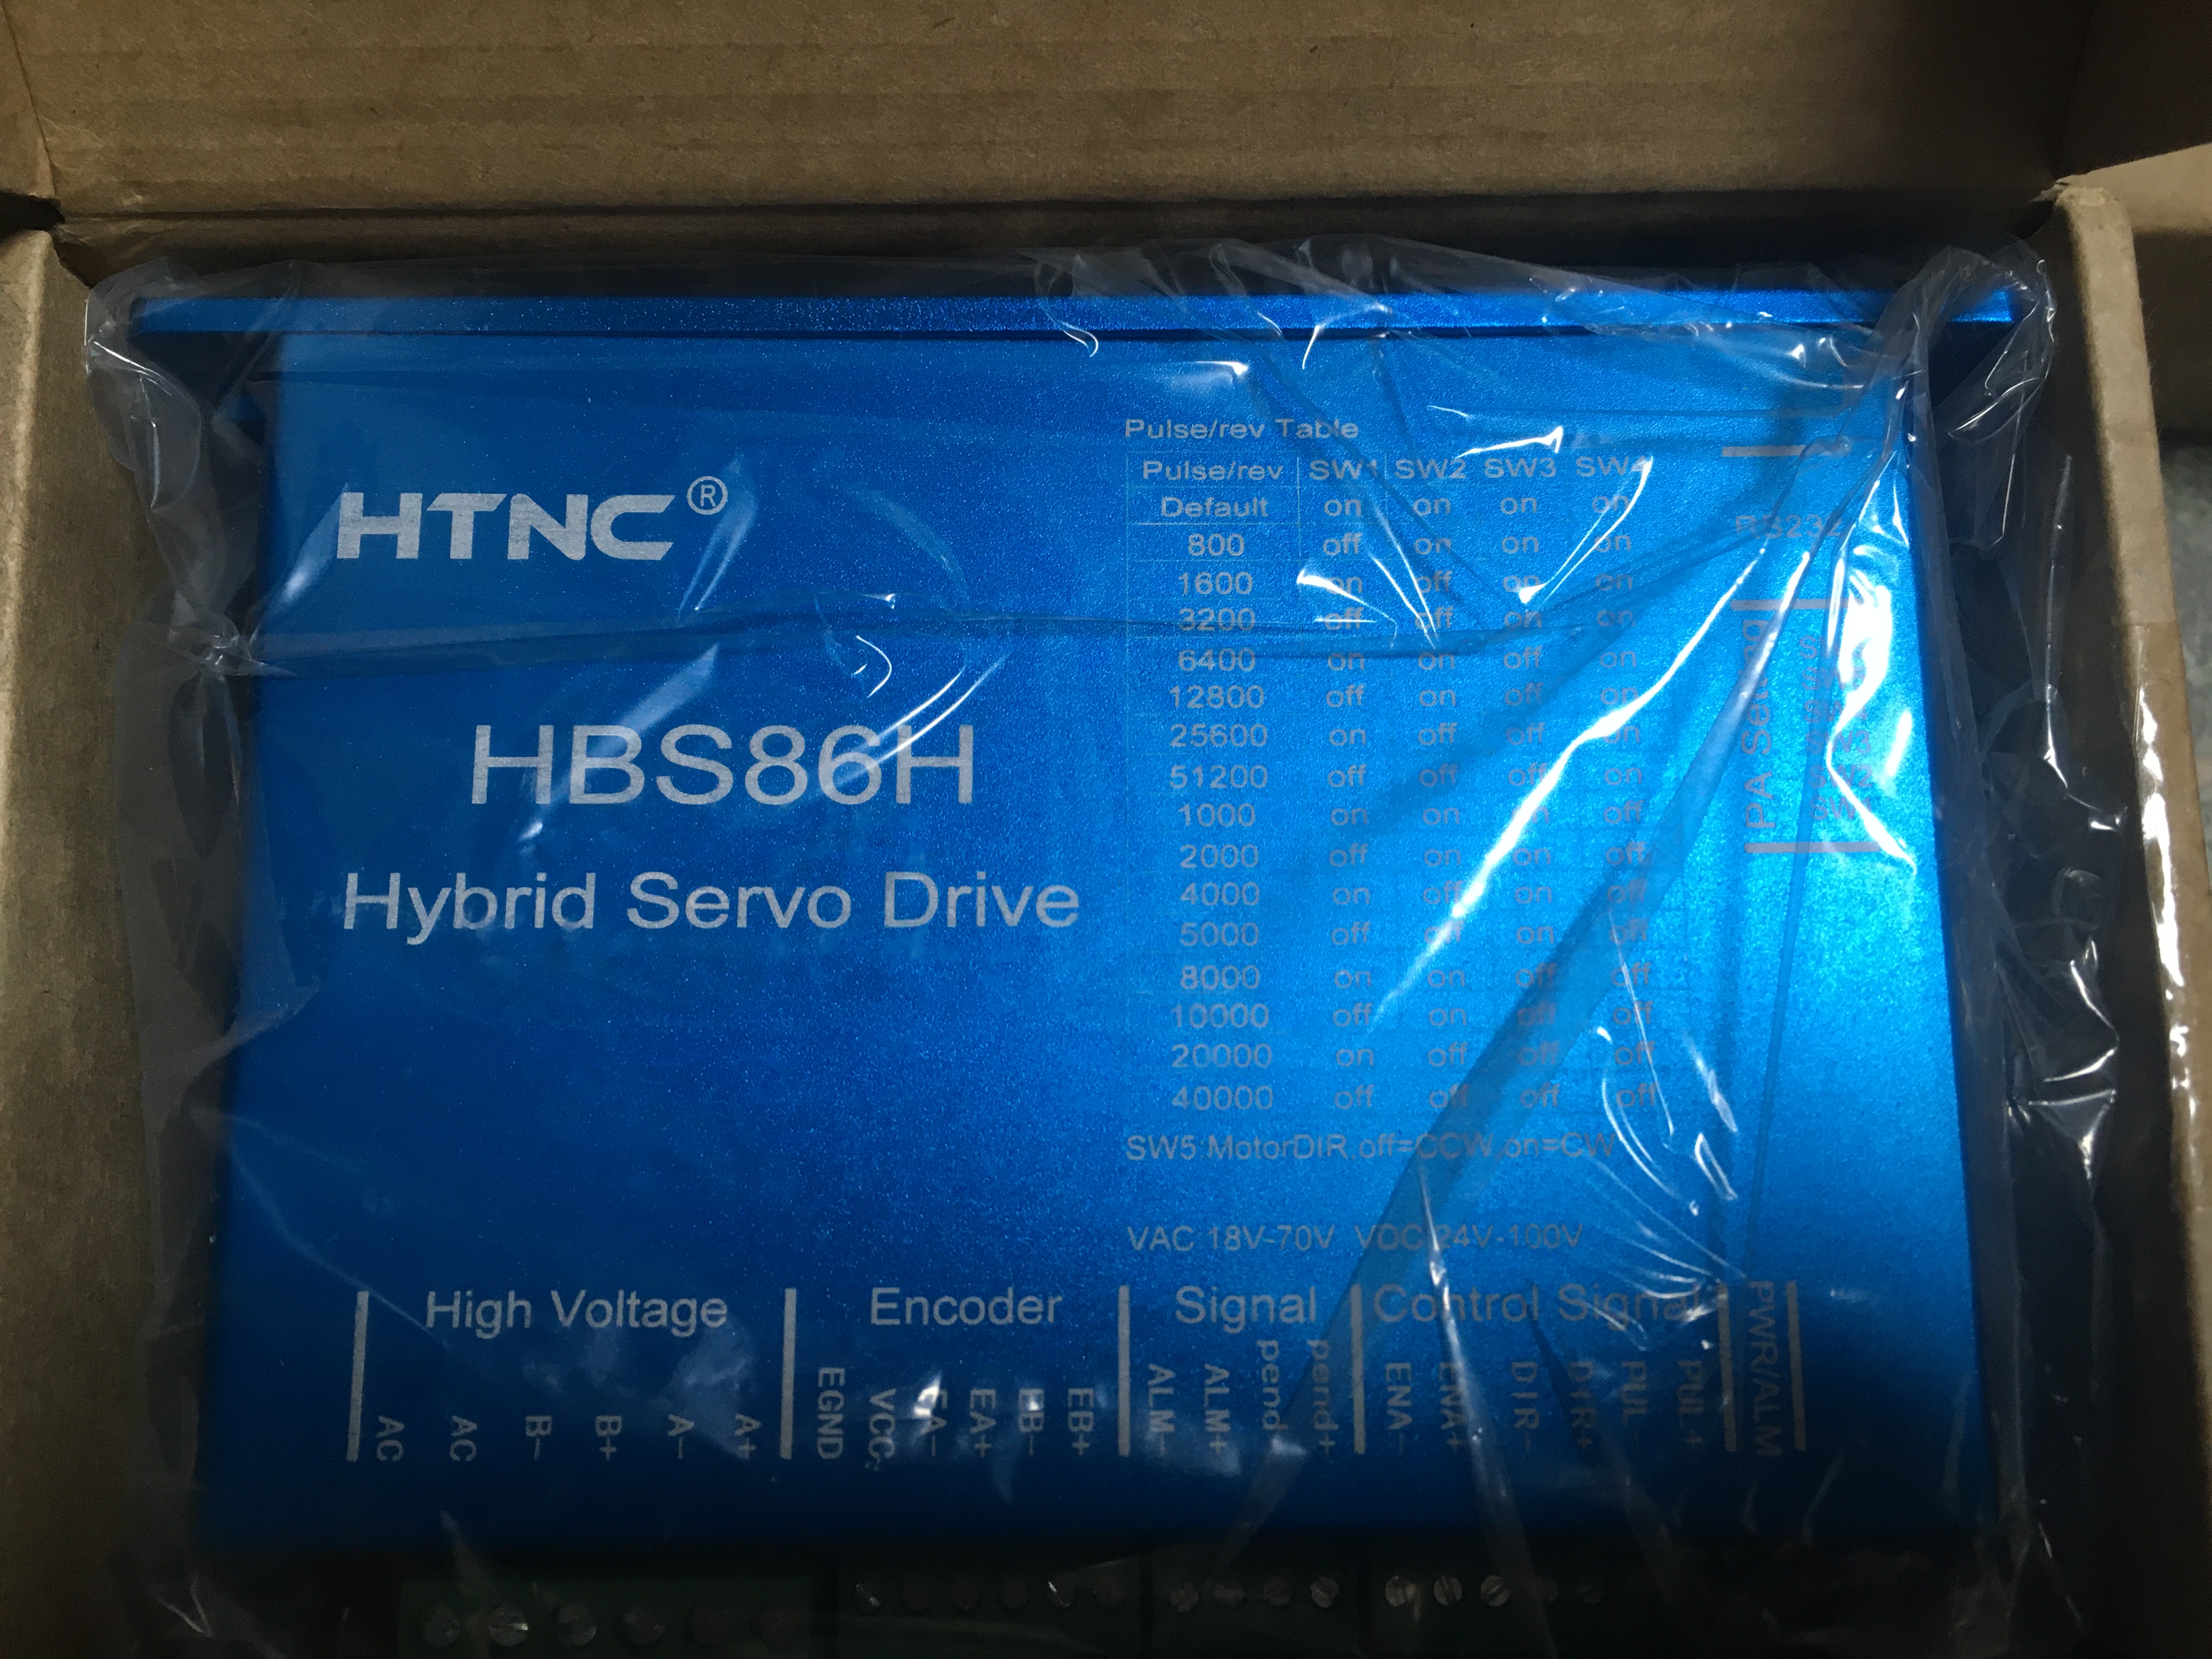 HTNC®
HBS86H
Hybrid Servo Drive
Pulse/rev Table
Pulse/rev SW1 SW2 SW3 SW4
Default on on on on
800 off on on on
1600 on off on on
3200 off off on on
6400 on on off on
12800 off on off on
25600 on off off on
51200 off off off on
1000 on on on off
2000 off on on off
4000 on off on off
5000 off off on off
8000 on on off off
10000 off on off off
20000 on off off off
40000 off off off off
SW5:MotorDIR,off=CCW,on=CW
VAC 18V-70V VDC 24V-100V
RS232
PA Setting
SW3
SW2
SW1
High Voltage
AC
AC
B-
B+
A-
A+
Encoder
EGND
VCC
EA-
EA+
EB-
EB+
Signal
ALM-
ALM+
pend-
pend+
Control Signal
ENA-
ENA+
DIR-
DIR+
PUL-
PUL+
PWR/ALM